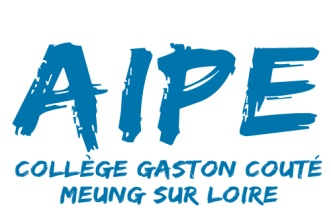 AIPE
COLLÈGE GASTON COUTÉ
MEUNG SUR LOIRE